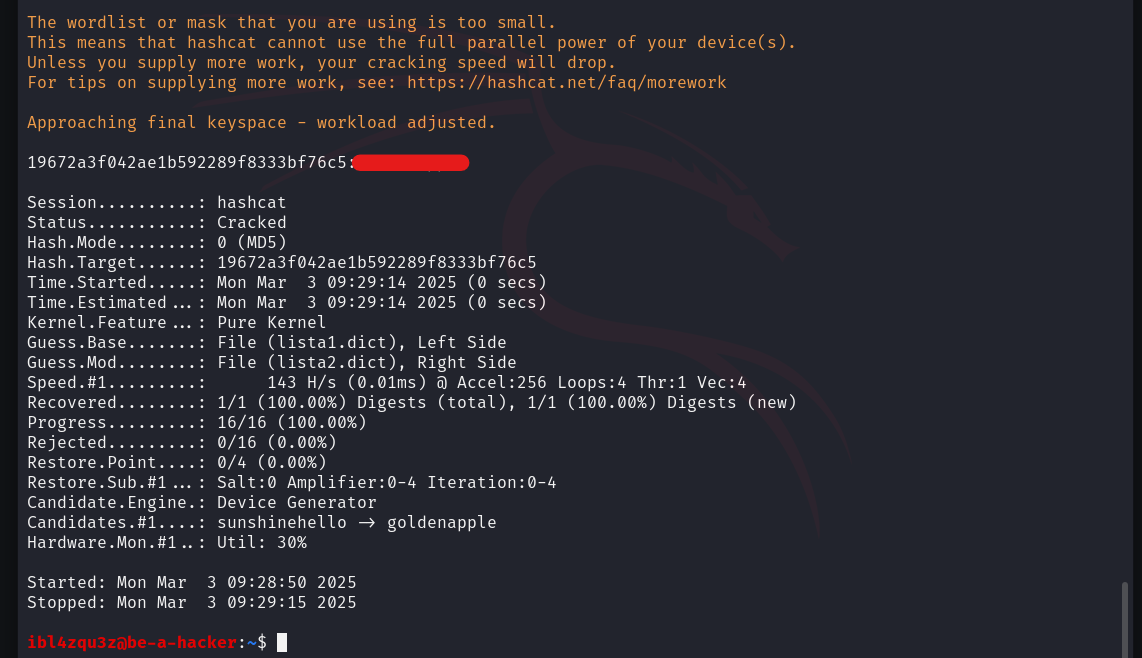 The wordlist or mask that you are using is too small.
This means that hashcat cannot use the full parallel power of your device(s).
Unless you supply more work, your cracking speed will drop.
For tips on supplying more work, see: https://hashcat.net/faq/morework
Approaching final keyspace - workload adjusted.
19672a3f042ae1b592289f8333bf76c5:
Session..........: hashcat
Status...........: Cracked
Hash.Mode........: 0 (MD5)
Hash.Target......: 19672a3f042ae1b592289f8333bf76c5
Time.Started.....: Mon Mar  3 09:29:14 2025 (0 secs)
Time.Estimated...: Mon Mar  3 09:29:14 2025 (0 secs)
Kernel.Feature...: Pure Kernel
Guess.Base.......: File (lista1.dict), Left Side
Guess.Mod........: File (lista2.dict), Right Side
Speed.#1.........:      143 H/s (0.01ms) @ Accel:256 Loops:4 Thr:1 Vec:4
Recovered........: 1/1 (100.00%) Digests (total), 1/1 (100.00%) Digests (new)
Progress.........: 16/16 (100.00%)
Rejected.........: 0/16 (0.00%)
Restore.Point....: 0/4 (0.00%)
Restore.Sub.#1...: Salt:0 Amplifier:0-4 Iteration:0-4
Candidate.Engine.: Device Generator
Candidates.#1....: sunshinehello -> goldenapple
Hardware.Mon.#1..: Util: 30%
Started: Mon Mar  3 09:28:50 2025
Stopped: Mon Mar  3 09:29:15 2025
ibl4zqu3z@be-a-hacker:~$